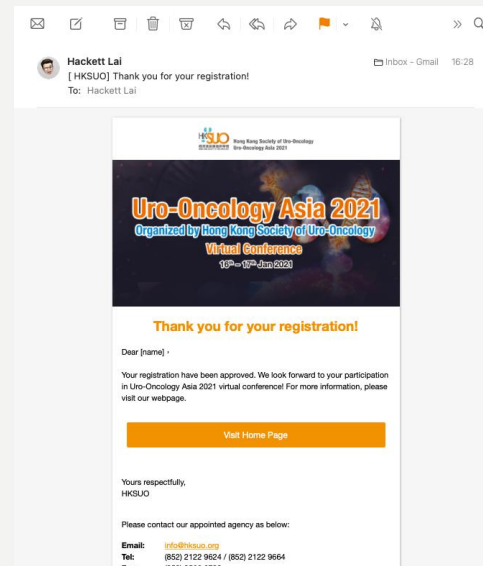 Hackett Lai
Inbox - Gmail 16:28
[ HKSUO] Thank you for your registration!
To: Hackett Lai
HKSUO
Hong Kong Society of Uro-Oncology
Uro-Oncology Asia 2021
Uro-Oncology Asia 2021
Organized by Hong Kong Society of Uro-Oncology
Virtual Conference
16th – 17th Jan 2021
Thank you for your registration!
Dear [name],
Your registration have been approved. We look forward to your participation
in Uro-Oncology Asia 2021 virtual conference! For more information, please
visit our webpage.
Visit Home Page
Yours respectfully,
HKSUO
Please contact our appointed agency as below:
Email: info@hksuo.org
Tel: (852) 2122 9624 / (852) 2122 9664